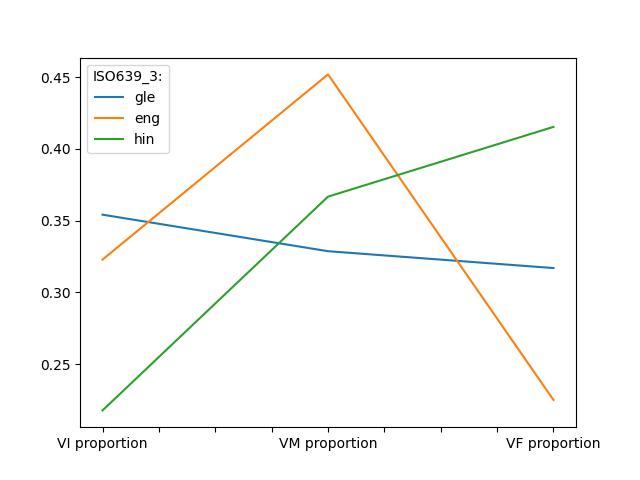 ISO639_3:
gle
eng
hin
0.45
0.40
0.35
0.30
0.25
VI proportion VM proportion VF proportion